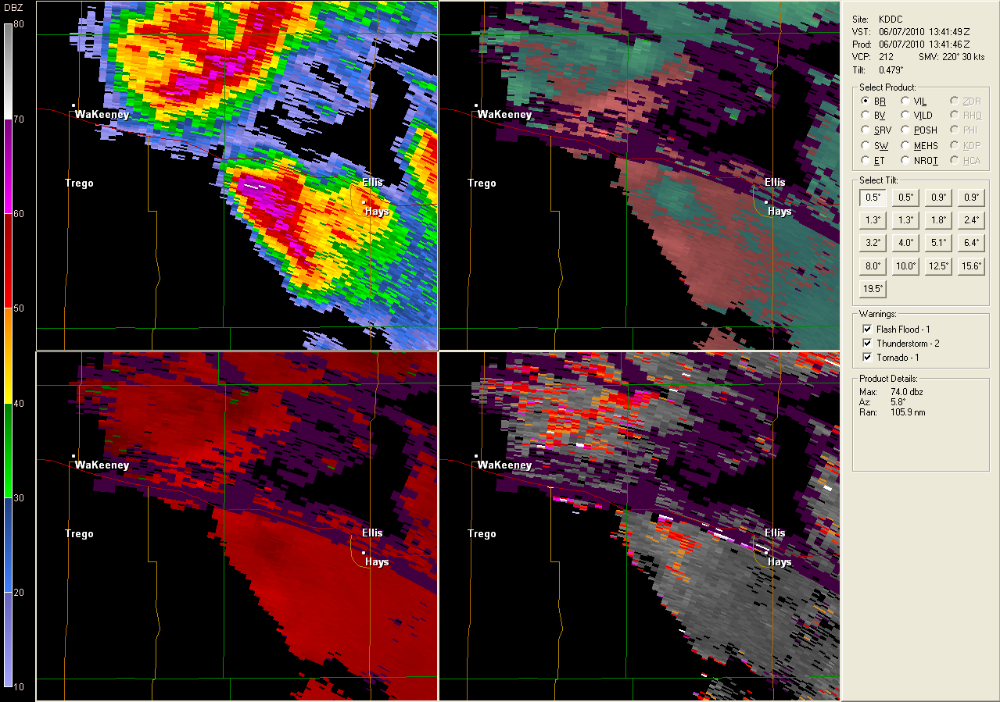 DBZ
80
70
60
50
40
30
20
10
WaKeeney
Trego
Ellis
Hays
WaKeeney
Trego
Ellis
Hays
WaKeeney
Trego
Ellis
Hays
WaKeeney
Trego
Ellis
Hays
Site: KDDC
VST: 06/07/2010 13:41:49 Z
Prod: 06/07/2010 13:41:46 Z
VCP: 212 SMV: 220° 30 kts
Tilt: 0.479°
Select Product:
BR VIL ZDR
BV VILD RHO
SRV POSH PHI
SW MEHS KDP
ET NROT HCA
Select Tilt:
0.5° 0.5° 0.9° 0.9°
1.3° 1.3° 1.8° 2.4°
3.2° 4.0° 5.1° 6.4°
8.0° 10.0° 12.5° 15.6°
19.5°
Warnings:
Flash Flood - 1
Thunderstorm - 2
Tornado - 1
Product Details:
Max: 74.0 dbz
Az: 5.8°
Ran: 105.9 nm